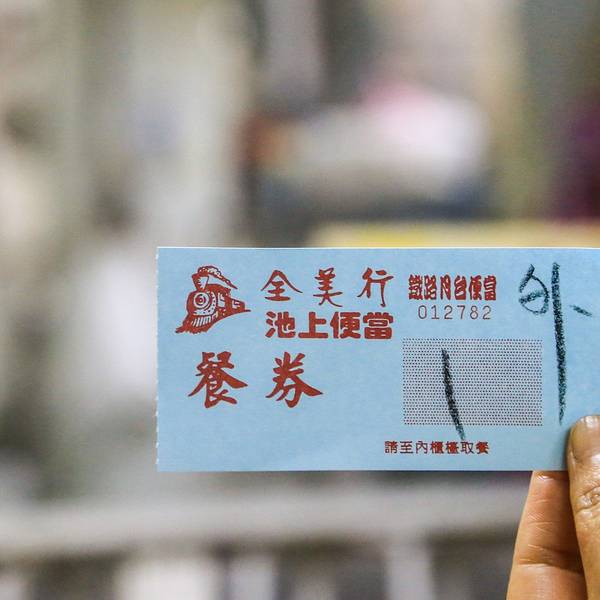 全美行
池上便當
餐券
鐵路月台便當
012782
外
1
請至內櫃檯取餐